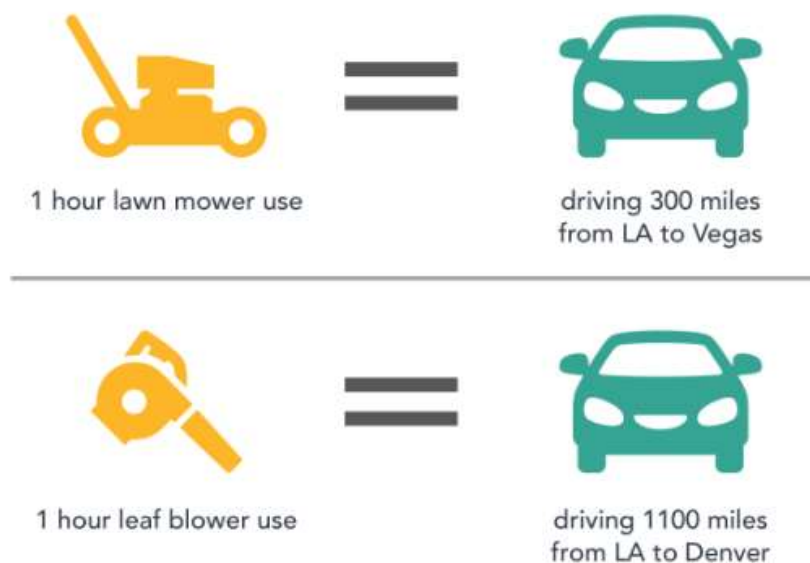 1 hour lawn mower use
driving 300 miles
from LA to Vegas
1 hour leaf blower use
driving 1100 miles
from LA to Denver